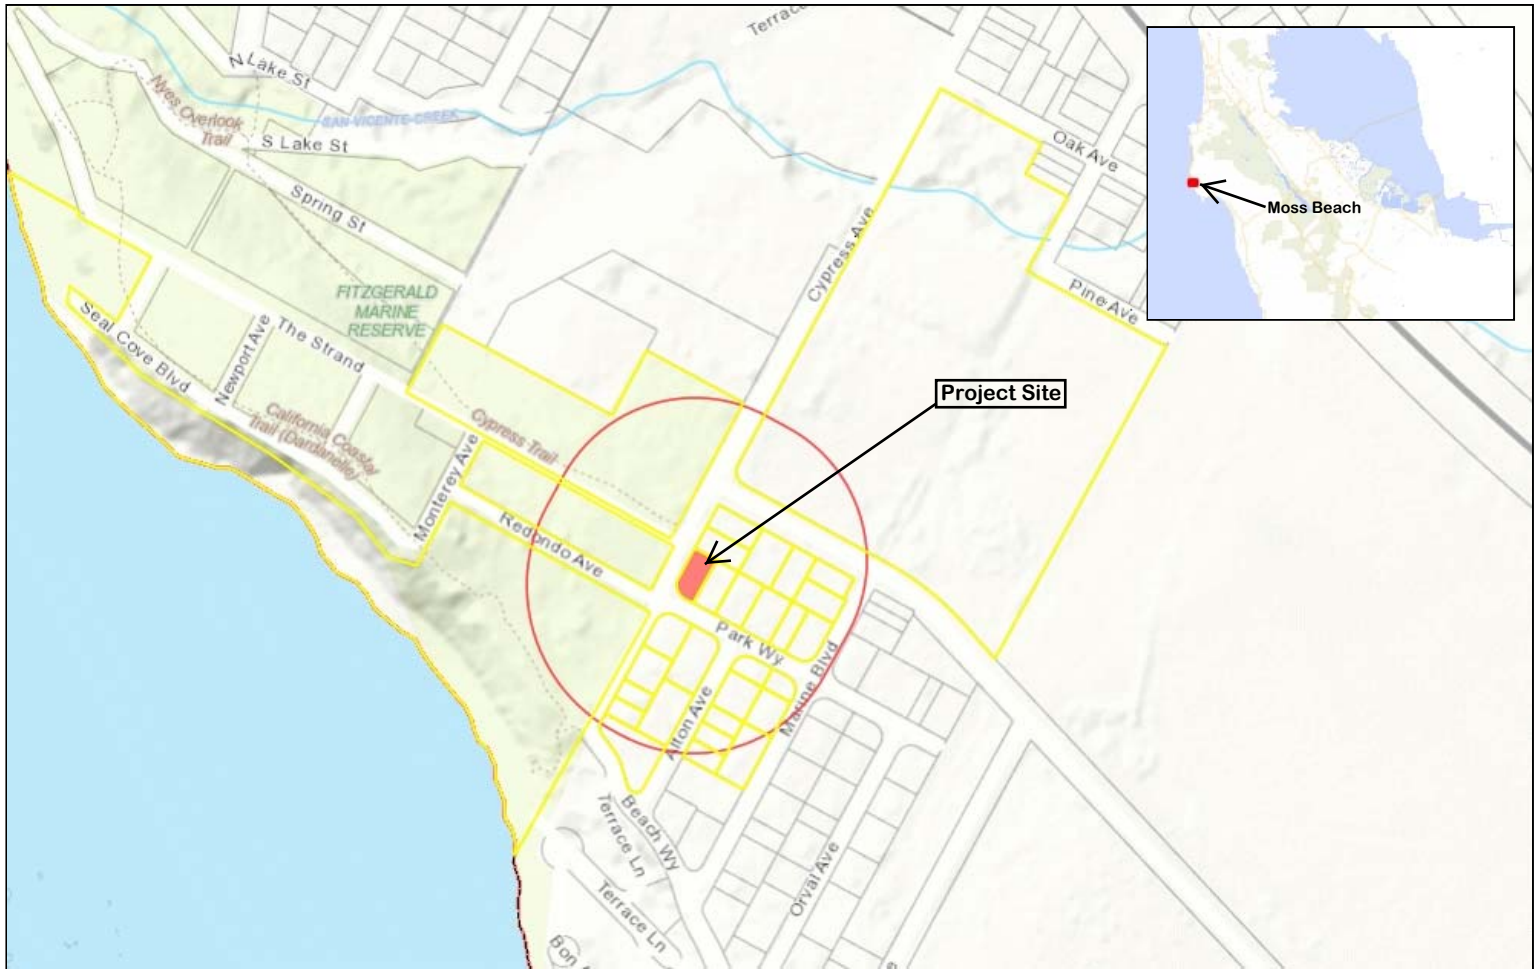 Terrace
N Lake St
Nyes Overlook
Trail
SAN VICENTE CREEK
S Lake St
Oak Ave
Moss Beach
Spring St
Cypress Ave
Pine Ave
FITZGERALD
MARINE
RESERVE
Seal Cove Blvd
Newport Ave
The Strand
Project Site
California Coastal
Trail (Dardanelle)
Cypress Trail
Monterey Ave
Redondo Ave
Park Wy
Marine Blvd
Alton Ave
Beach Wy
Terrace Ln
Orval Ave
Terrace Ln
Bon